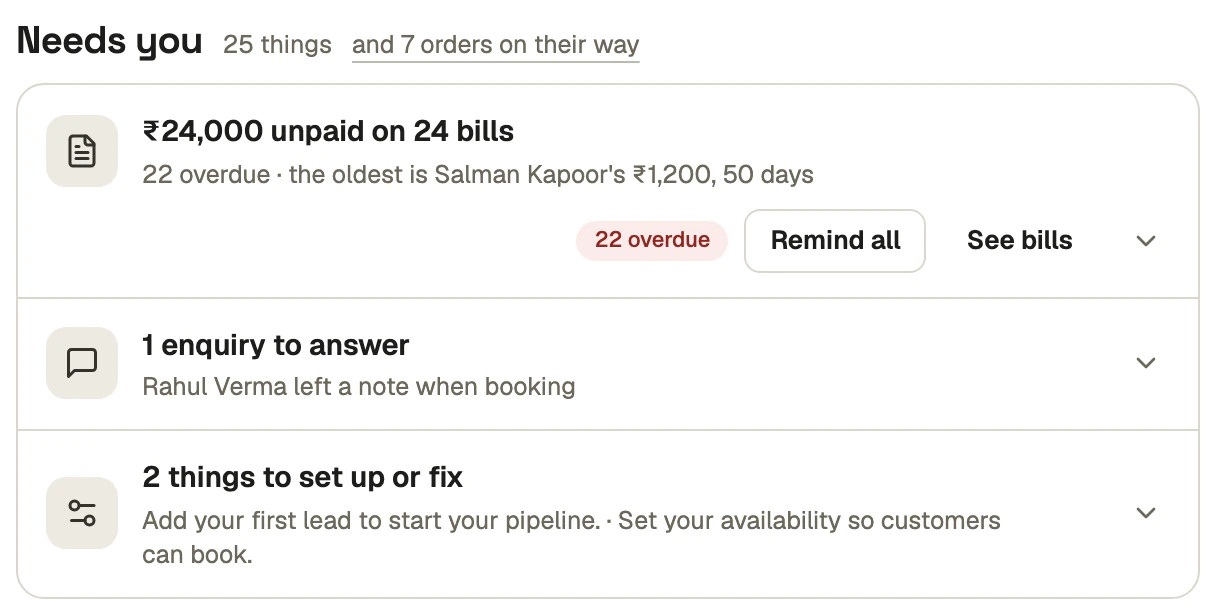 Needs you 25 things and 7 orders on their way
₹24,000 unpaid on 24 bills
22 overdue · the oldest is Salman Kapoor's ₹1,200, 50 days
22 overdue Remind all See bills
1 enquiry to answer
Rahul Verma left a note when booking
2 things to set up or fix
Add your first lead to start your pipeline. · Set your availability so customers
can book.